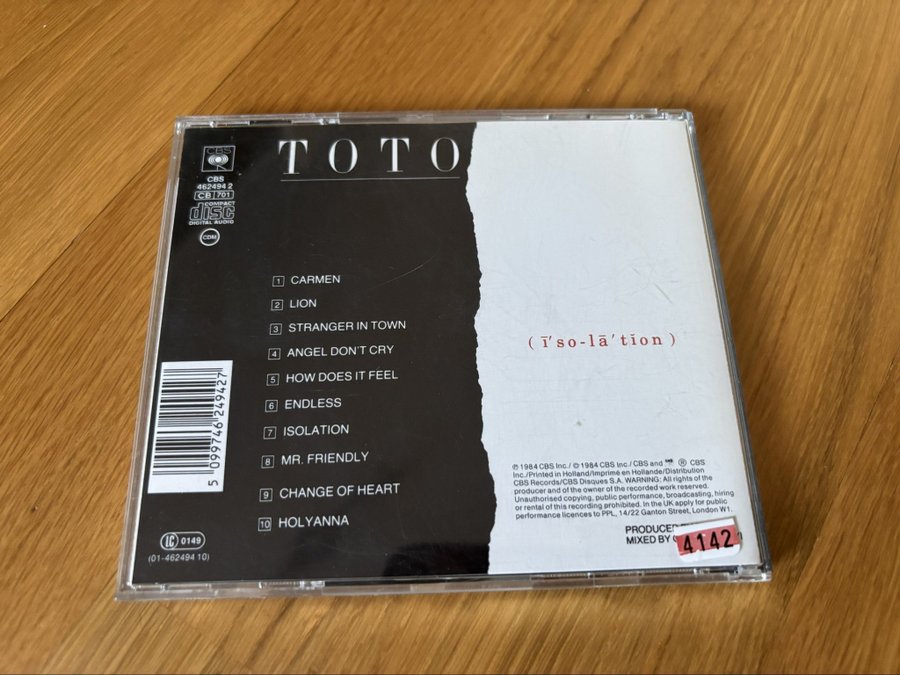 CBS
TOTO
CBS
462494 2
CB 701
COMPACT
disc
DIGITAL AUDIO
CDM
1 CARMEN
2 LION
3 STRANGER IN TOWN
4 ANGEL DON'T CRY
5 HOW DOES IT FEEL
6 ENDLESS
7 ISOLATION
8 MR. FRIENDLY
9 CHANGE OF HEART
10 HOLYANNA
5 099746 249427
LC 0149
(01-462494 10)
(ī′so-lā′tĭon)
℗ 1984 CBS Inc./ © 1984 CBS Inc./ CBS and ® CBS
Inc./Printed in Holland/Imprimé en Hollande/Distribution
CBS Records/CBS Disques S.A. WARNING: All rights of the
producer and of the owner of the recorded work reserved.
Unauthorised copying, public performance, broadcasting, hiring
or rental of this recording prohibited. In the UK apply for public
performance licences to PPL, 14/22 Ganton Street, London W1.
PRODUCED
MIXED BY
4142